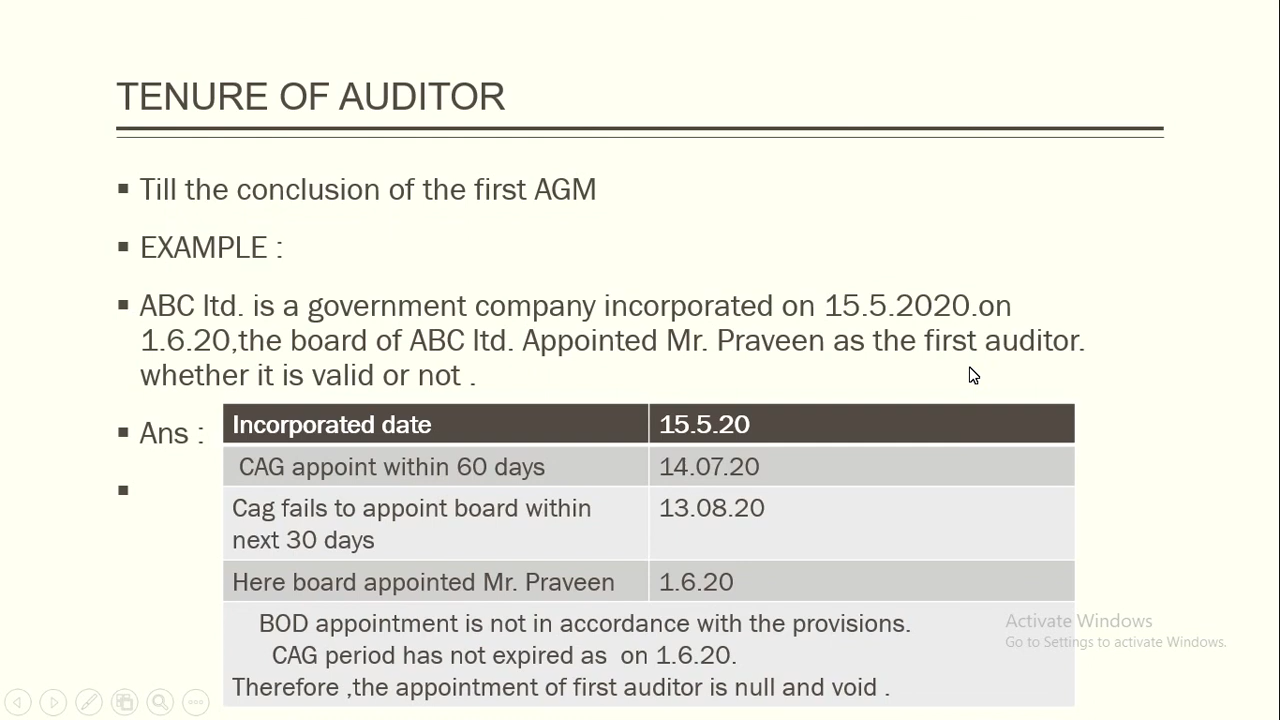 TENURE OF AUDITOR
Till the conclusion of the first AGM
EXAMPLE :
ABC ltd. is a government company incorporated on 15.5.2020.on
1.6.20,the board of ABC ltd. Appointed Mr. Praveen as the first auditor.
whether it is valid or not .
Ans :
Incorporated date 15.5.20
CAG appoint within 60 days 14.07.20
Cag fails to appoint board within 13.08.20
next 30 days
Here board appointed Mr. Praveen 1.6.20
BOD appointment is not in accordance with the provisions.
CAG period has not expired as on 1.6.20.
Therefore ,the appointment of first auditor is null and void .
Activate Windows
Go to Settings to activate Windows.